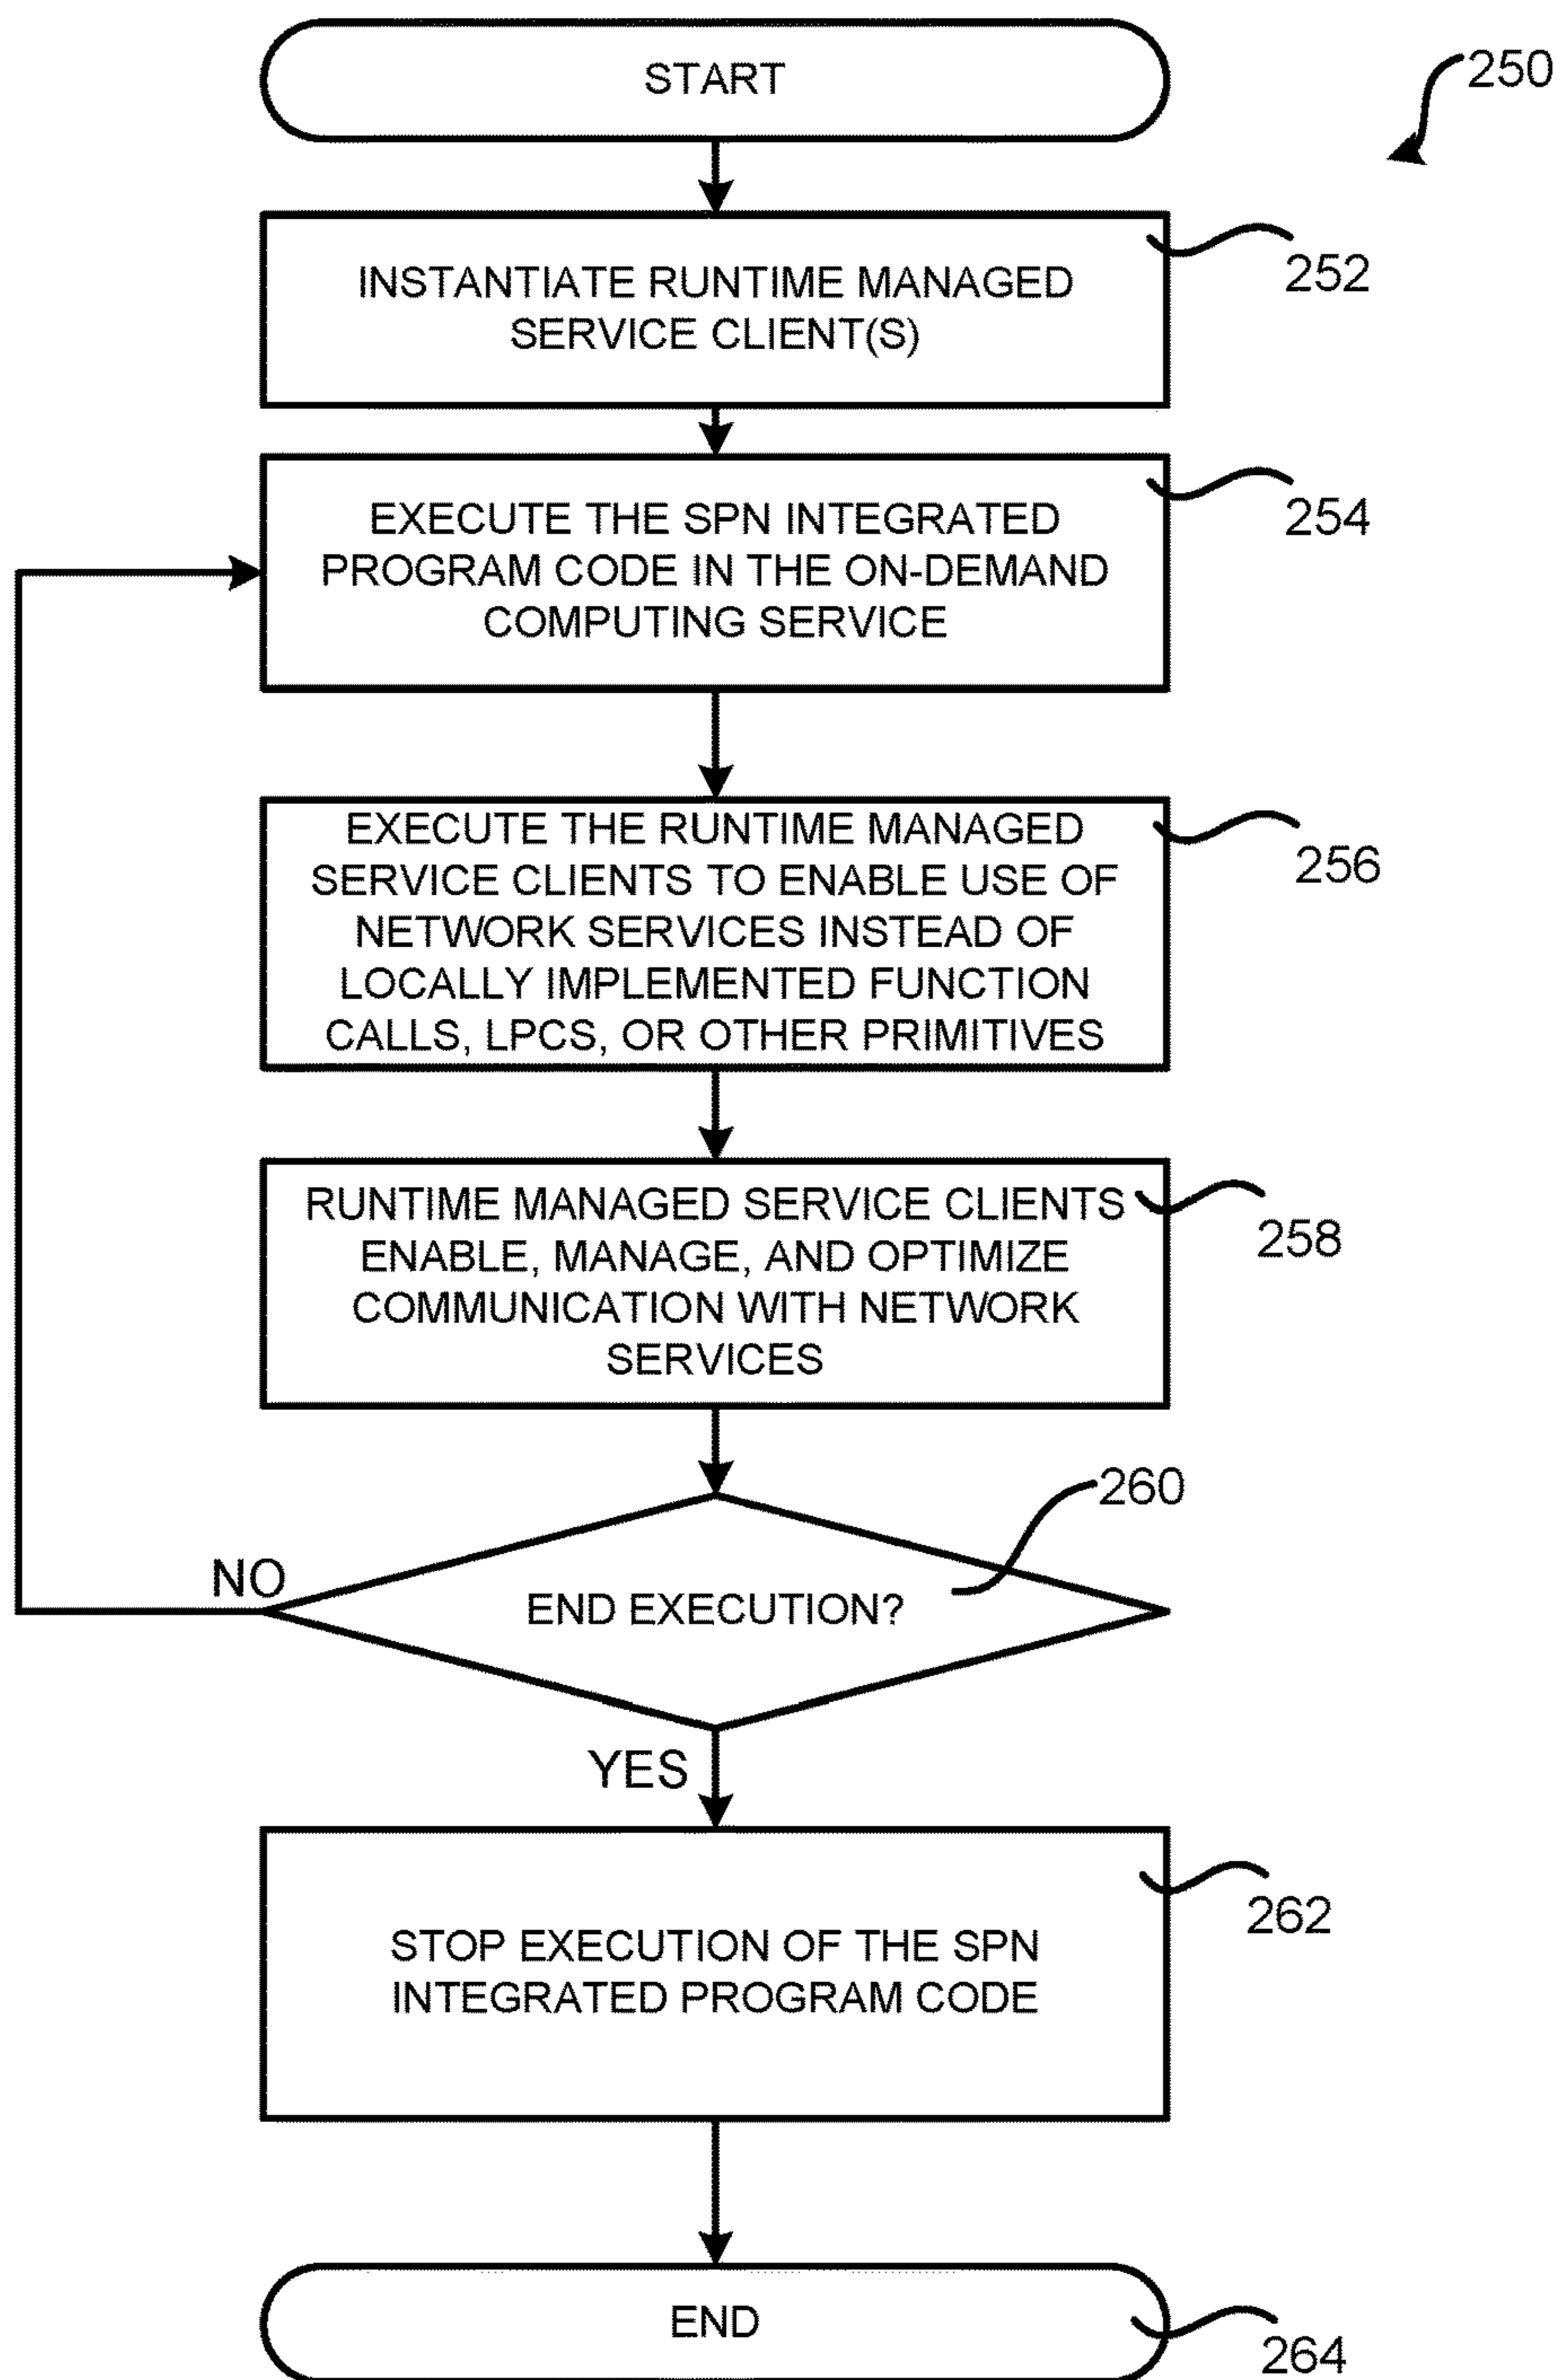 START
250
INSTANTIATE RUNTIME MANAGED
SERVICE CLIENT(S)
252
EXECUTE THE SPN INTEGRATED
PROGRAM CODE IN THE ON-DEMAND
COMPUTING SERVICE
254
EXECUTE THE RUNTIME MANAGED
SERVICE CLIENTS TO ENABLE USE OF
NETWORK SERVICES INSTEAD OF
LOCALLY IMPLEMENTED FUNCTION
CALLS, LPCS, OR OTHER PRIMITIVES
256
RUNTIME MANAGED SERVICE CLIENTS
ENABLE, MANAGE, AND OPTIMIZE
COMMUNICATION WITH NETWORK
SERVICES
258
260
NO
END EXECUTION?
YES
STOP EXECUTION OF THE SPN
INTEGRATED PROGRAM CODE
262
END
264